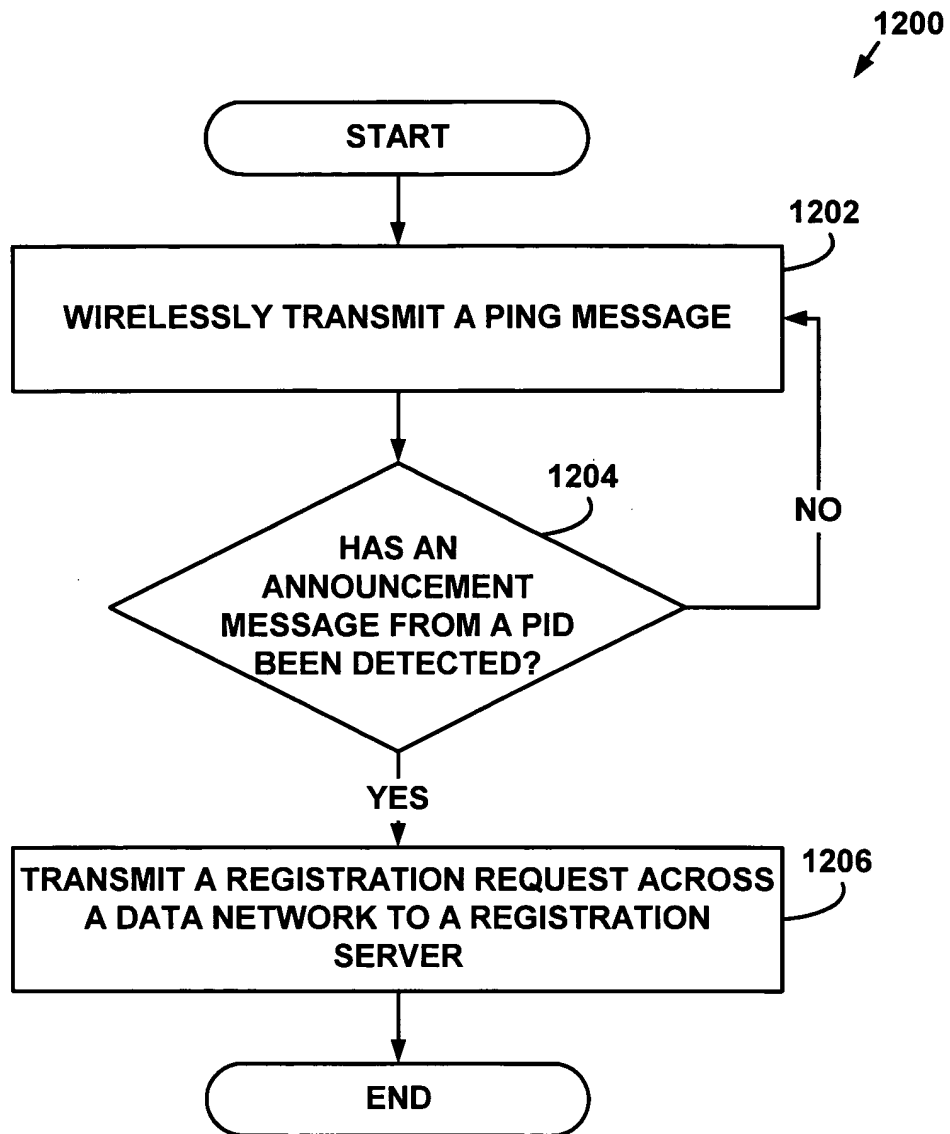 1200
START
1202
WIRELESSLY TRANSMIT A PING MESSAGE
1204
HAS AN
ANNOUNCEMENT
MESSAGE FROM A PID
BEEN DETECTED?
NO
YES
1206
TRANSMIT A REGISTRATION REQUEST ACROSS
A DATA NETWORK TO A REGISTRATION
SERVER
END